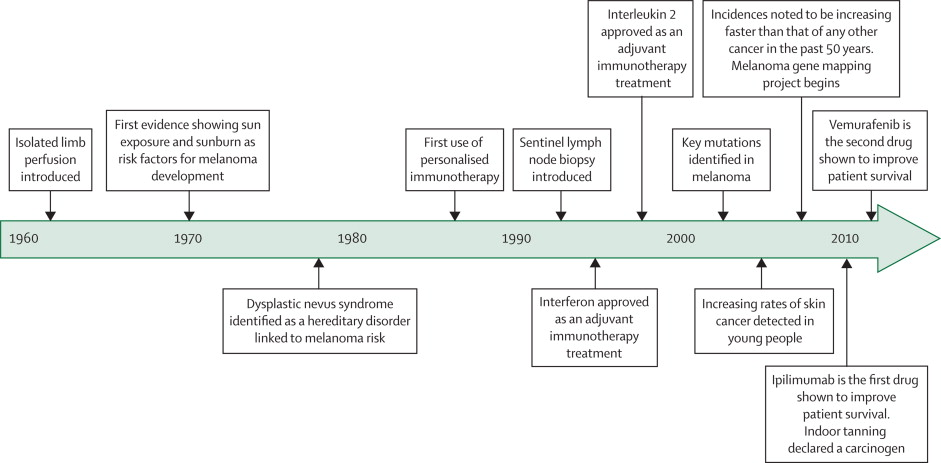 Interleukin 2
approved as an
adjuvant
immunotherapy
treatment
Incidences noted to be increasing
faster than that of any other
cancer in the past 50 years.
Melanoma gene mapping
project begins
Isolated limb
perfusion
introduced
First evidence showing sun
exposure and sunburn as
risk factors for melanoma
development
First use of
personalised
immunotherapy
Sentinel lymph
node biopsy
introduced
Key mutations
identified in
melanoma
Vemurafenib is
the second drug
shown to improve
patient survival
1960
1970
1980
1990
2000
2010
Dysplastic nevus syndrome
identified as a hereditary disorder
linked to melanoma risk
Interferon approved
as an adjuvant
immunotherapy
treatment
Increasing rates of skin
cancer detected in
young people
Ipilimumab is the first drug
shown to improve
patient survival.
Indoor tanning
declared a carcinogen